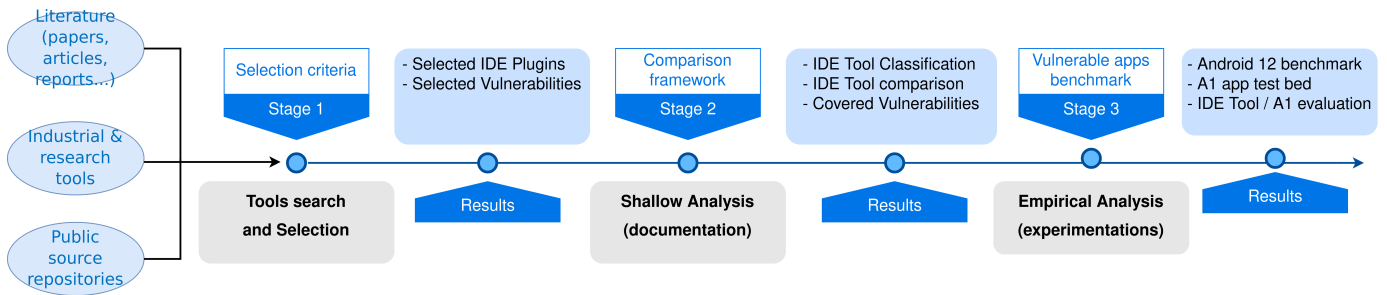 Literature
(papers,
articles,
reports...)
Industrial &
research
tools
Public
source
repositories
Selection criteria
Stage 1
Tools search
and Selection
- Selected IDE Plugins
- Selected Vulnerabilities
Results
Comparison
framework
Stage 2
Shallow Analysis
(documentation)
- IDE Tool Classification
- IDE Tool comparison
- Covered Vulnerabilities
Results
Vulnerable apps
benchmark
Stage 3
Empirical Analysis
(experimentations)
- Android 12 benchmark
- A1 app test bed
- IDE Tool / A1 evaluation
Results